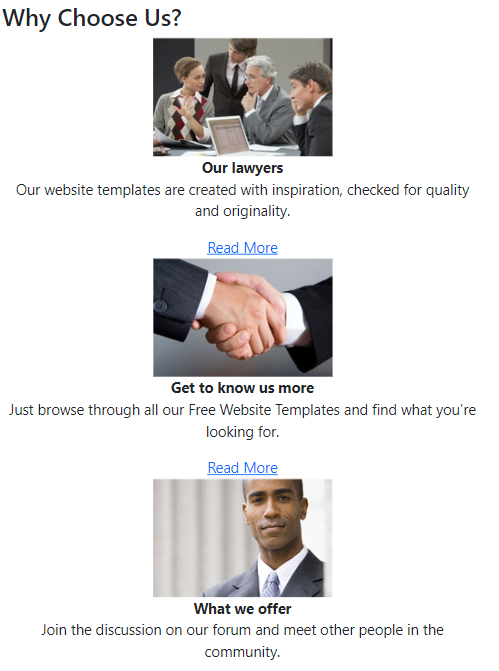 Why Choose Us?
Our lawyers
Our website templates are created with inspiration, checked for quality
and originality.
Read More
Get to know us more
Just browse through all our Free Website Templates and find what you're
looking for.
Read More
What we offer
Join the discussion on our forum and meet other people in the
community.